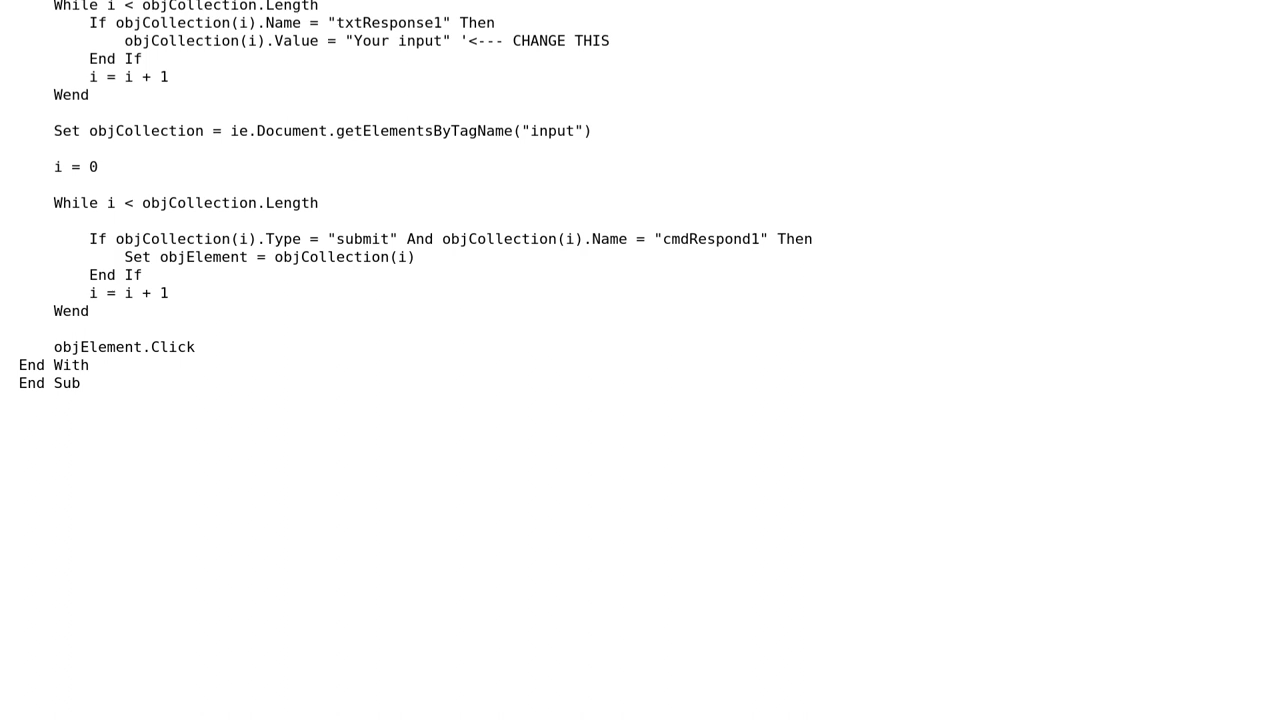 While i < objCollection.Length
If objCollection(i).Name = "txtResponse1" Then
objCollection(i).Value = "Your input" '<--- CHANGE THIS
End If
i = i + 1
Wend
Set objCollection = ie.Document.getElementsByTagName("input")
i = 0
While i < objCollection.Length
If objCollection(i).Type = "submit" And objCollection(i).Name = "cmdRespond1" Then
Set objElement = objCollection(i)
End If
i = i + 1
Wend
objElement.Click
End With
End Sub